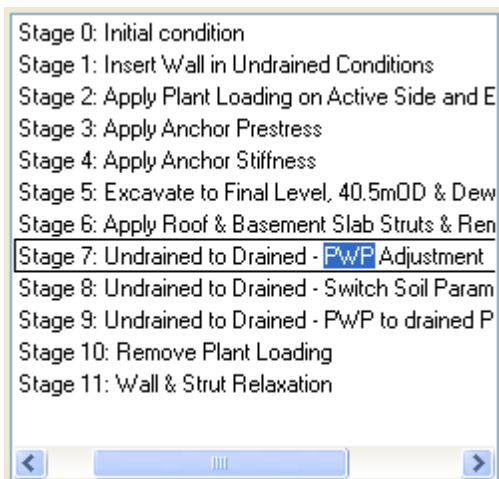 Stage 0: Initial condition
Stage 1: Insert Wall in Undrained Conditions
Stage 2: Apply Plant Loading on Active Side and E
Stage 3: Apply Anchor Prestress
Stage 4: Apply Anchor Stiffness
Stage 5: Excavate to Final Level, 40.5mOD & Dew
Stage 6: Apply Roof & Basement Slab Struts & Rem
Stage 7: Undrained to Drained - PWP Adjustment
Stage 8: Undrained to Drained - Switch Soil Param
Stage 9: Undrained to Drained - PWP to drained P
Stage 10: Remove Plant Loading
Stage 11: Wall & Strut Relaxation